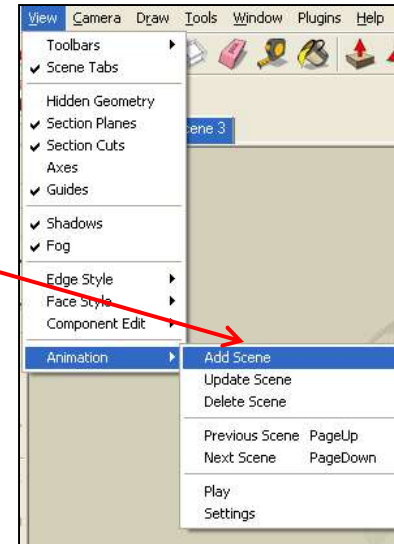 View Camera Draw Tools Window Plugins Help
Toolbars
Scene Tabs
Hidden Geometry
Section Planes
Section Cuts
Axes
Guides
Shadows
Fog
Edge Style
Face Style
Component Edit
Animation
cene 3
Add Scene
Update Scene
Delete Scene
Previous Scene PageUp
Next Scene PageDown
Play
Settings